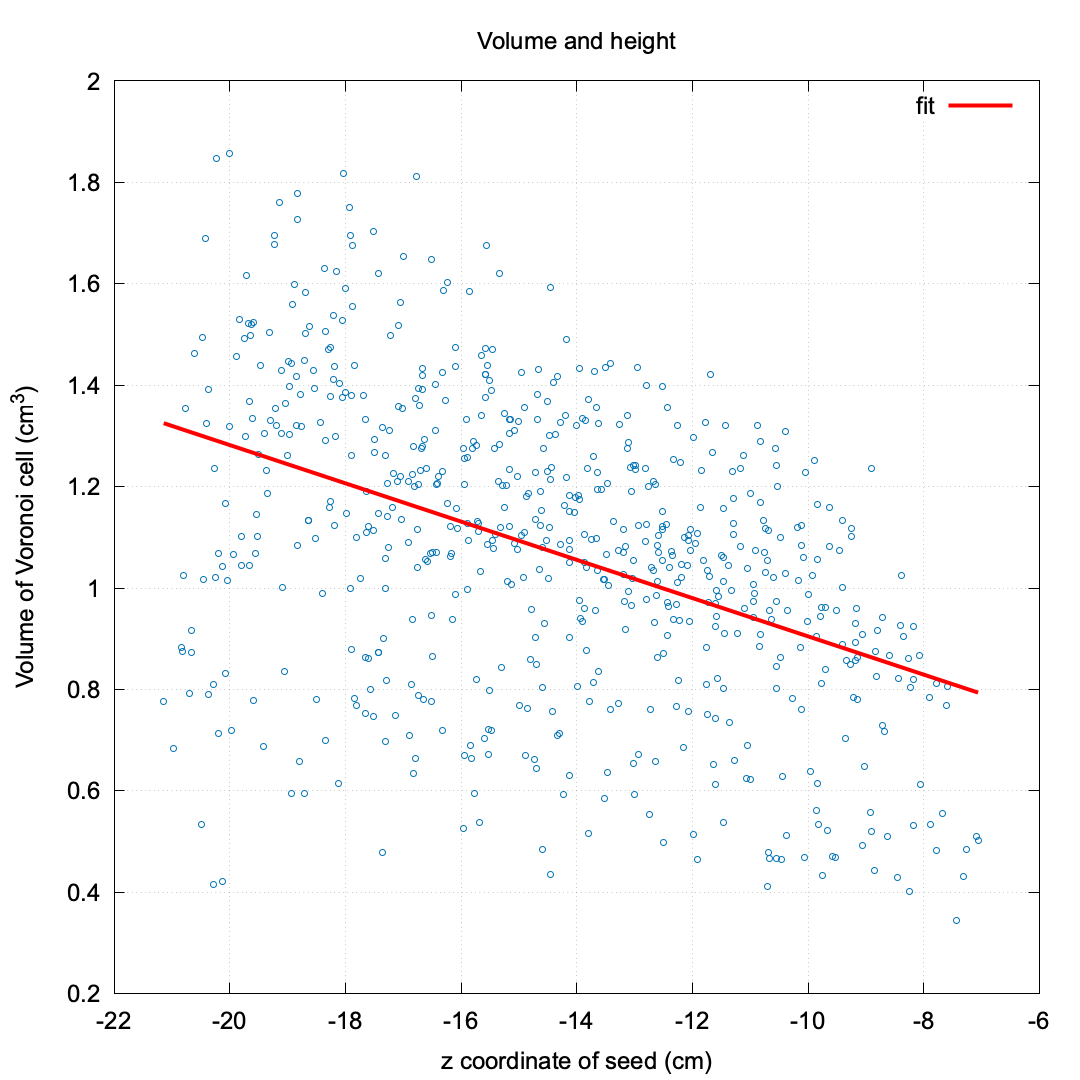 Volume and height
fit
2
1.8
1.6
1.4
1.2
1
0.8
0.6
0.4
0.2
-22 -20 -18 -16 -14 -12 -10 -8 -6
Volume of Voronoi cell (cm³)
z coordinate of seed (cm)